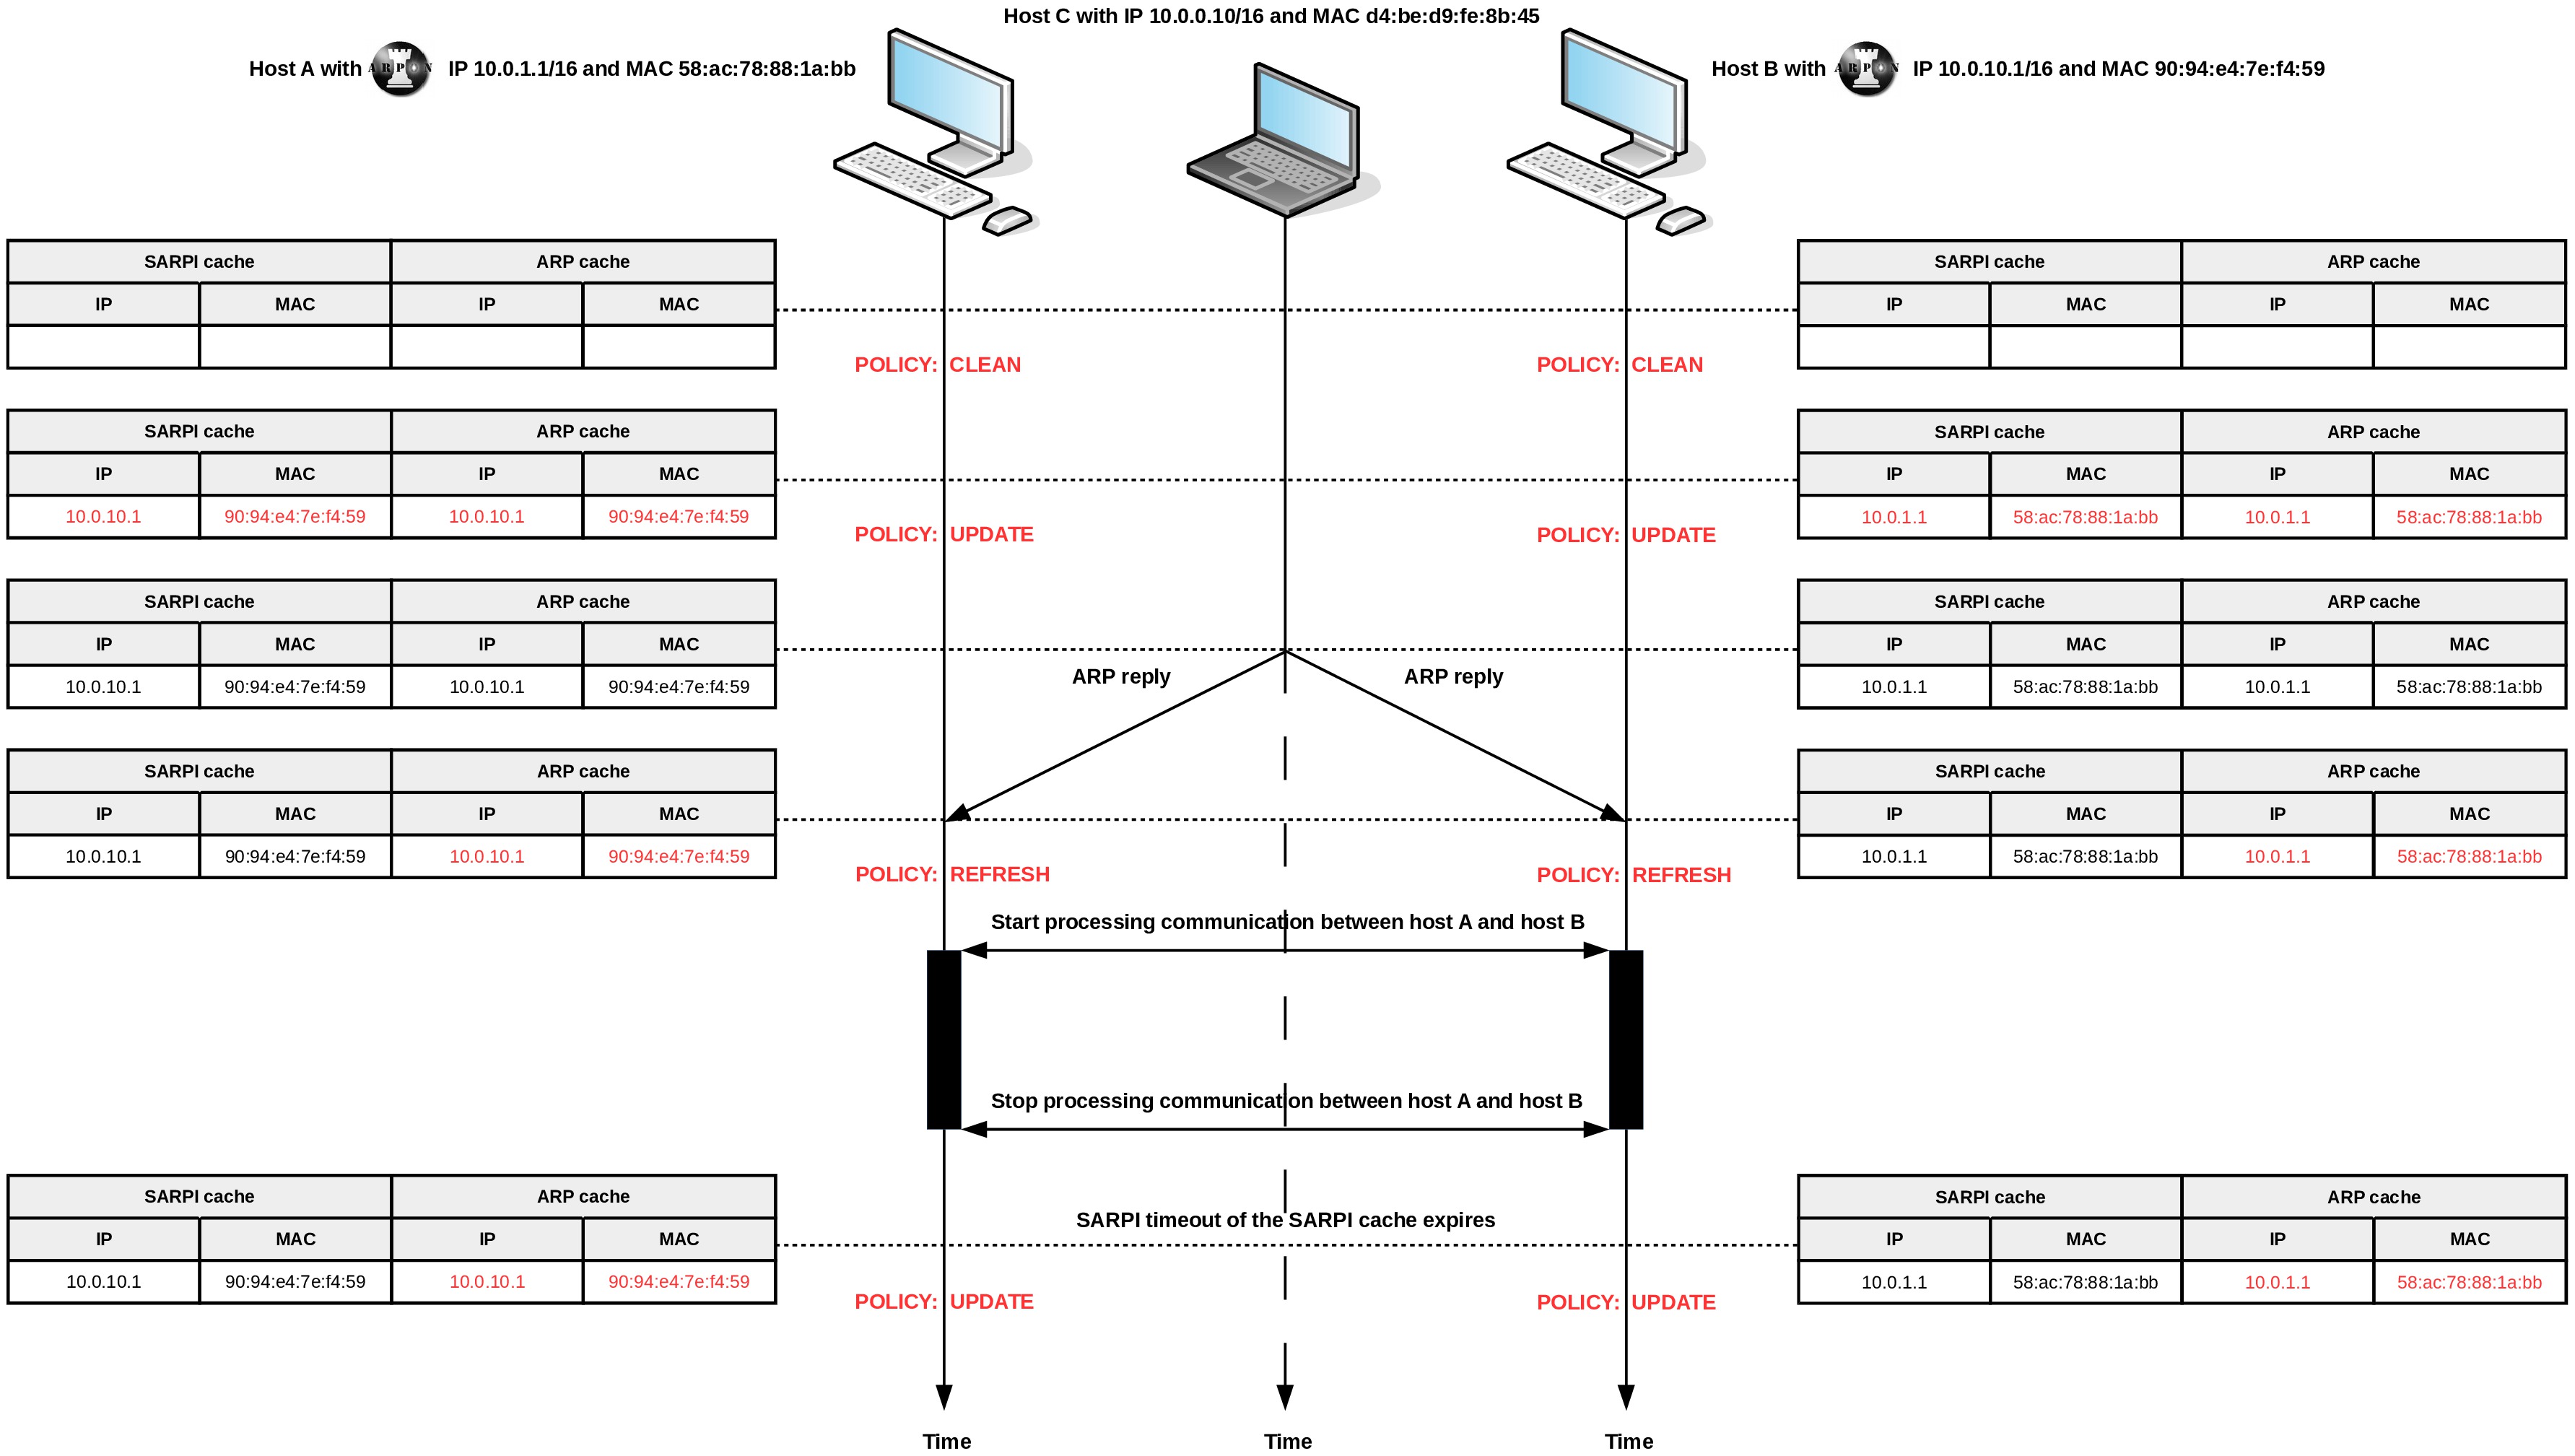 Host C with IP 10.0.0.10/16 and MAC d4:be:d9:fe:8b:45
Host A with ARPON IP 10.0.1.1/16 and MAC 58:ac:78:88:1a:bb
Host B with ARPON IP 10.0.10.1/16 and MAC 90:94:e4:7e:f4:59
SARPI cache ARP cache
IP MAC IP MAC
SARPI cache ARP cache
IP MAC IP MAC
POLICY: CLEAN
POLICY: CLEAN
SARPI cache ARP cache
IP MAC IP MAC
10.0.10.1 90:94:e4:7e:f4:59 10.0.10.1 90:94:e4:7e:f4:59
SARPI cache ARP cache
IP MAC IP MAC
10.0.1.1 58:ac:78:88:1a:bb 10.0.1.1 58:ac:78:88:1a:bb
POLICY: UPDATE
POLICY: UPDATE
SARPI cache ARP cache
IP MAC IP MAC
10.0.10.1 90:94:e4:7e:f4:59 10.0.10.1 90:94:e4:7e:f4:59
SARPI cache ARP cache
IP MAC IP MAC
10.0.1.1 58:ac:78:88:1a:bb 10.0.1.1 58:ac:78:88:1a:bb
ARP reply
ARP reply
SARPI cache ARP cache
IP MAC IP MAC
10.0.10.1 90:94:e4:7e:f4:59 10.0.10.1 90:94:e4:7e:f4:59
SARPI cache ARP cache
IP MAC IP MAC
10.0.1.1 58:ac:78:88:1a:bb 10.0.1.1 58:ac:78:88:1a:bb
POLICY: REFRESH
POLICY: REFRESH
Start processing communication between host A and host B
Stop processing communication between host A and host B
SARPI cache ARP cache
IP MAC IP MAC
10.0.10.1 90:94:e4:7e:f4:59 10.0.10.1 90:94:e4:7e:f4:59
SARPI timeout of the SARPI cache expires
SARPI cache ARP cache
IP MAC IP MAC
10.0.1.1 58:ac:78:88:1a:bb 10.0.1.1 58:ac:78:88:1a:bb
POLICY: UPDATE
POLICY: UPDATE
Time
Time
Time